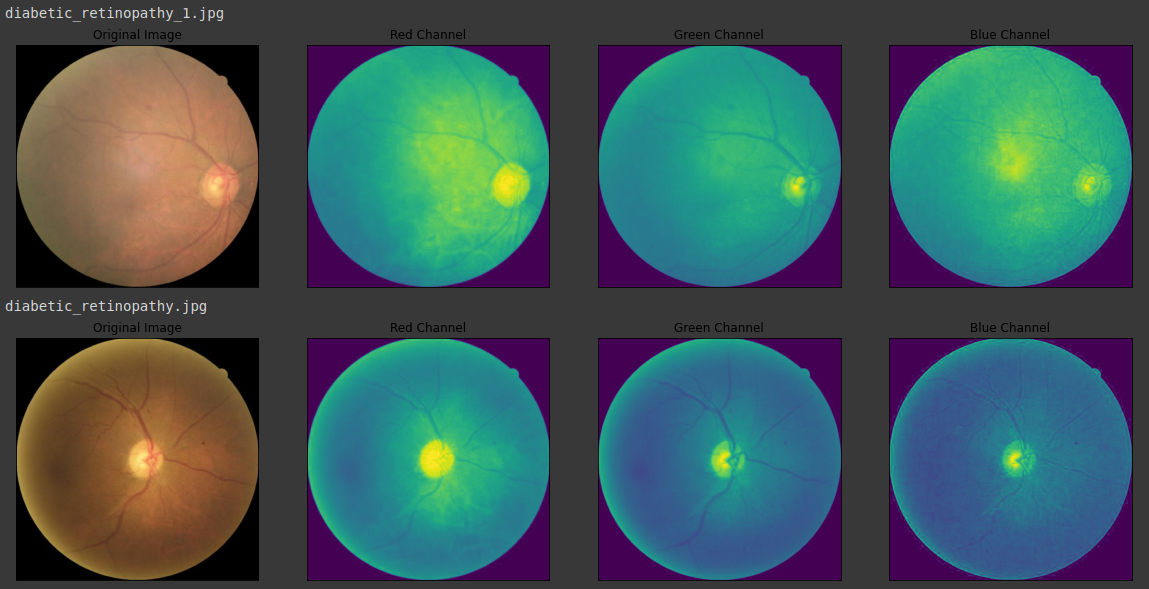 diabetic_retinopathy_1.jpg
Original Image
Red Channel
Green Channel
Blue Channel
diabetic_retinopathy.jpg
Original Image
Red Channel
Green Channel
Blue Channel